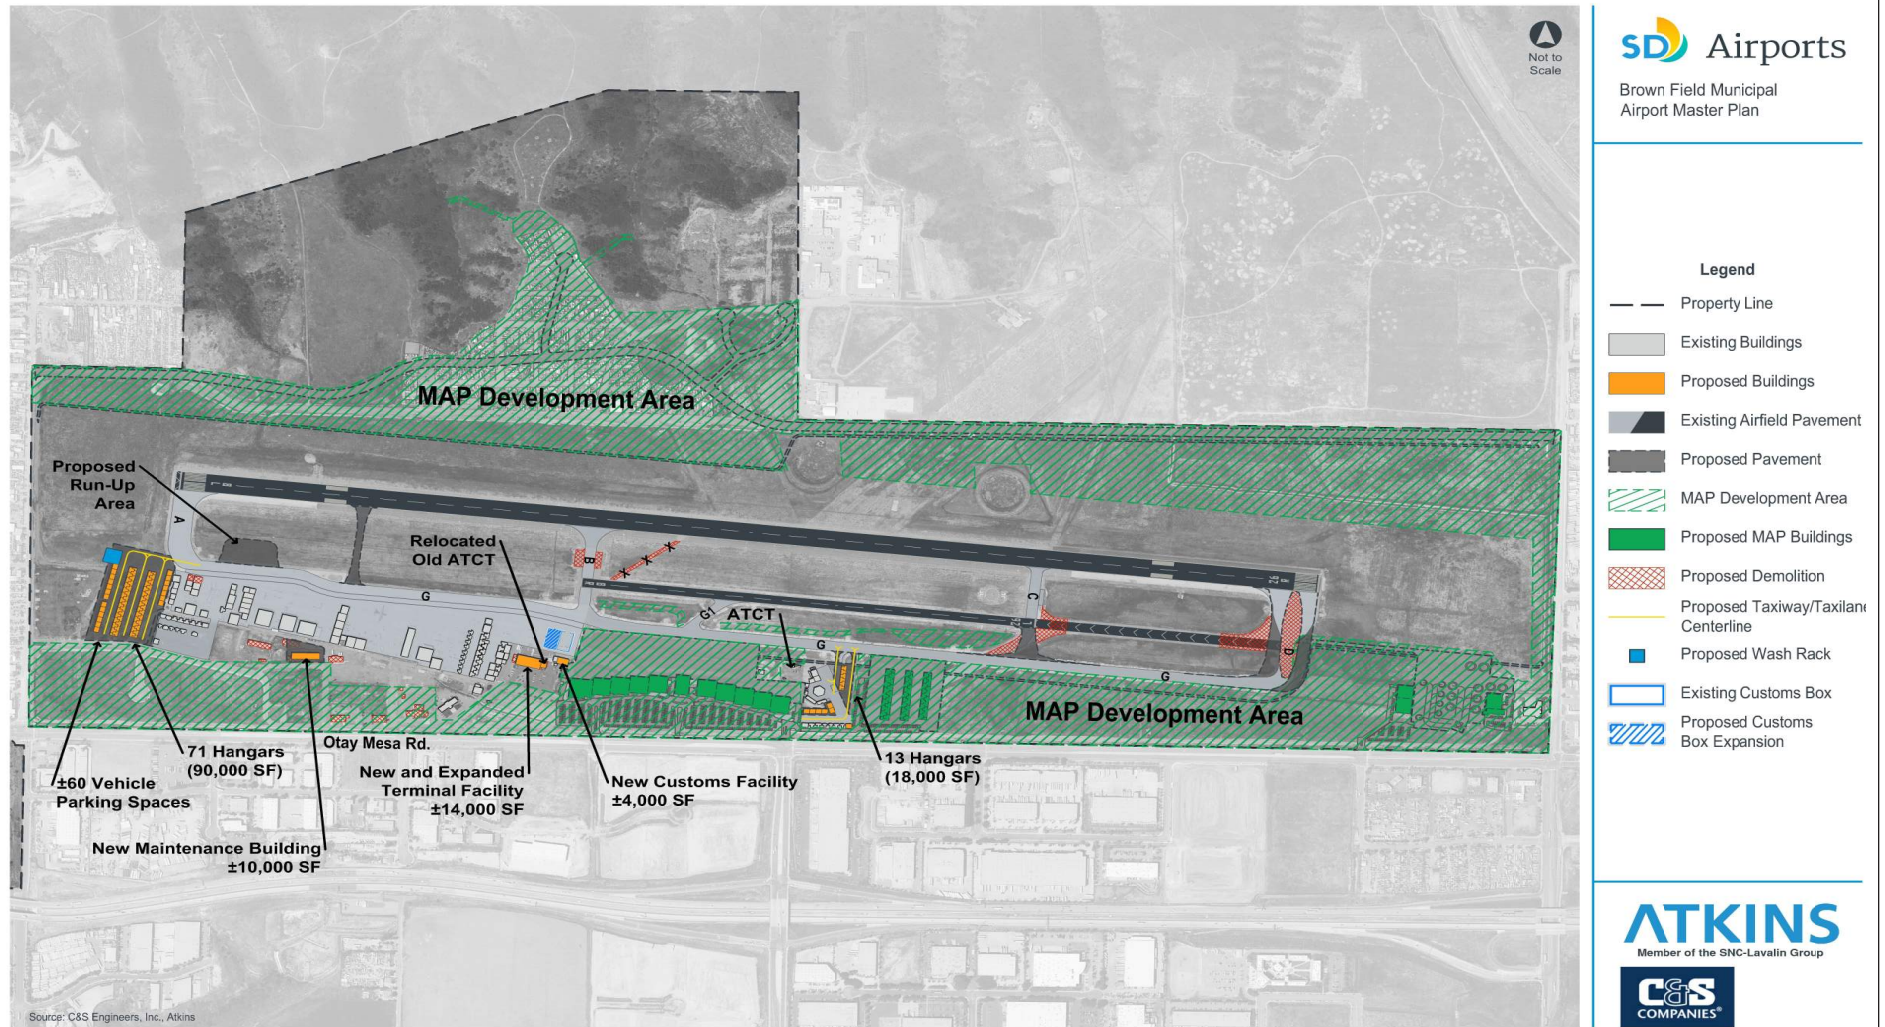 Not to
Scale
MAP Development Area
Proposed
Run-Up
Area
A
8L
Relocated
Old ATCT
B
X X X
G
8R
G1
ATCT
C
26L
26R
G
D
G
MAP Development Area
Otay Mesa Rd.
71 Hangars
(90,000 SF)
±60 Vehicle
Parking Spaces
New and Expanded
Terminal Facility
±14,000 SF
New Customs Facility
±4,000 SF
13 Hangars
(18,000 SF)
New Maintenance Building
±10,000 SF
Source: C&S Engineers, Inc., Atkins
SD Airports
Brown Field Municipal
Airport Master Plan
Legend
Property Line
Existing Buildings
Proposed Buildings
Existing Airfield Pavement
Proposed Pavement
MAP Development Area
Proposed MAP Buildings
Proposed Demolition
Proposed Taxiway/Taxilane
Centerline
Proposed Wash Rack
Existing Customs Box
Proposed Customs
Box Expansion
ATKINS
Member of the SNC-Lavalin Group
C&S
COMPANIES®